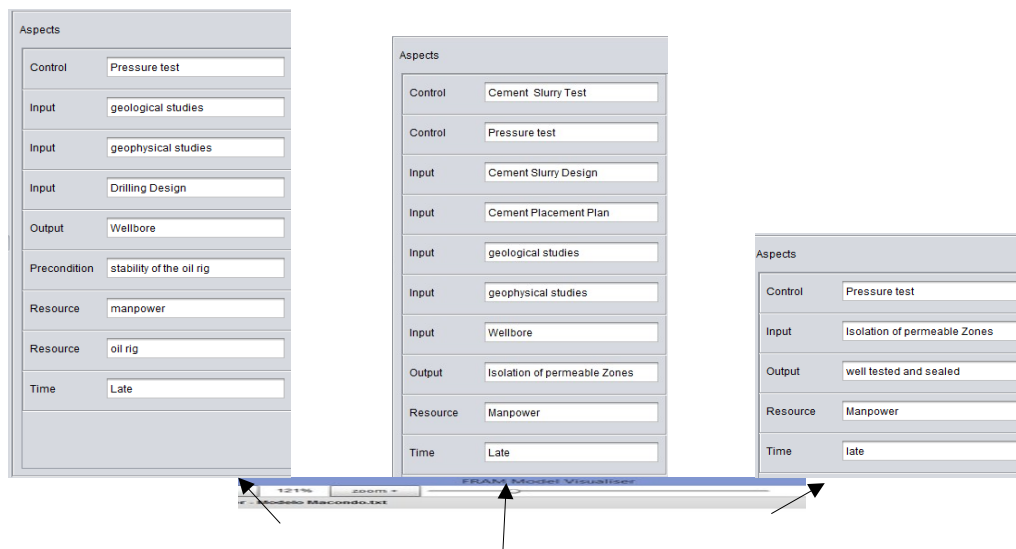 Aspects
Control Pressure test
Input geological studies
Input geophysical studies
Input Drilling Design
Output Wellbore
Precondition stability of the oil rig
Resource manpower
Resource oil rig
Time Late
Aspects
Control Cement Slurry Test
Control Pressure test
Input Cement Slurry Design
Input Cement Placement Plan
Input geological studies
Input geophysical studies
Input Wellbore
Output Isolation of permeable Zones
Resource Manpower
Time Late
Aspects
Control Pressure test
Input Isolation of permeable Zones
Output well tested and sealed
Resource Manpower
Time late
FRAM Model Visualiser
121% zoom +
- Modelo Macondo.txt